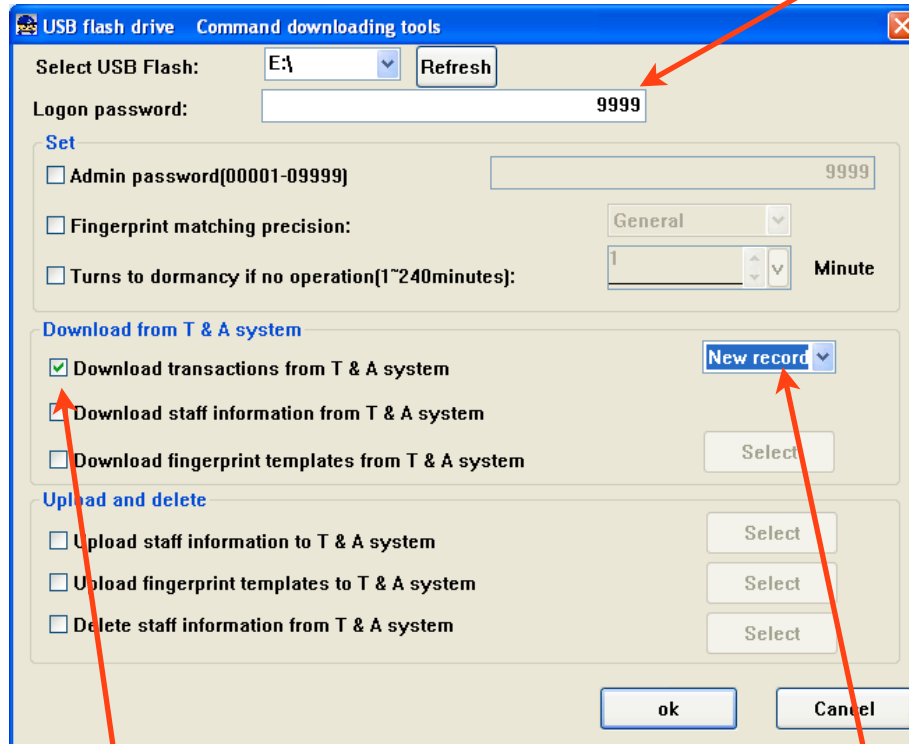 USB flash drive Command downloading tools
Select USB Flash: E:\ Refresh
Logon password: 9999
Set
Admin password(00001-09999) 9999
Fingerprint matching precision: General
Turns to dormancy if no operation(1~240minutes): 1 Minute
Download from T & A system
Download transactions from T & A system New record
Download staff information from T & A system
Download fingerprint templates from T & A system Select
Upload and delete
Upload staff information to T & A system Select
Upload fingerprint templates to T & A system Select
Delete staff information from T & A system Select
ok Cancel